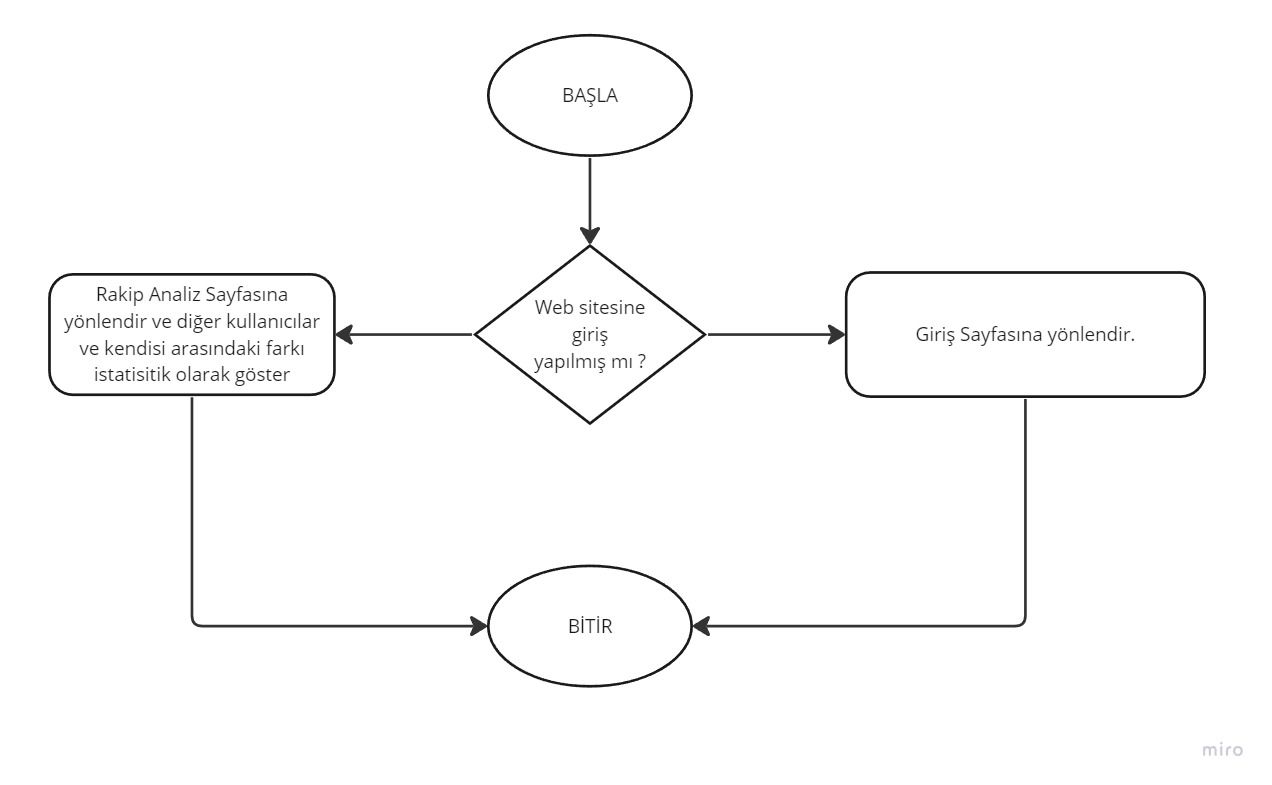 BAŞLA
Rakip Analiz Sayfasına
yönlendir ve diğer kullanıcılar
ve kendisi arasındaki farkı
istatisitik olarak göster
Web sitesine
giriş
yapılmış mı ?
Giriş Sayfasına yönlendir.
BİTİR
miro